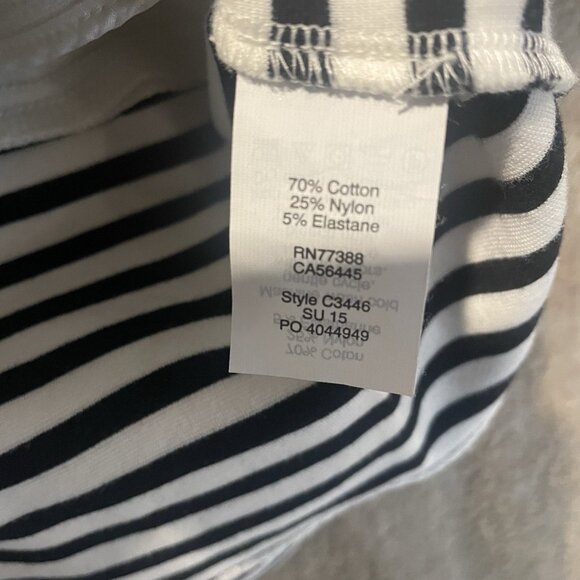 70% Cotton
25% Nylon
5% Elastane
RN77388
CA56445
Style C3446
SU 15
PO 4044949